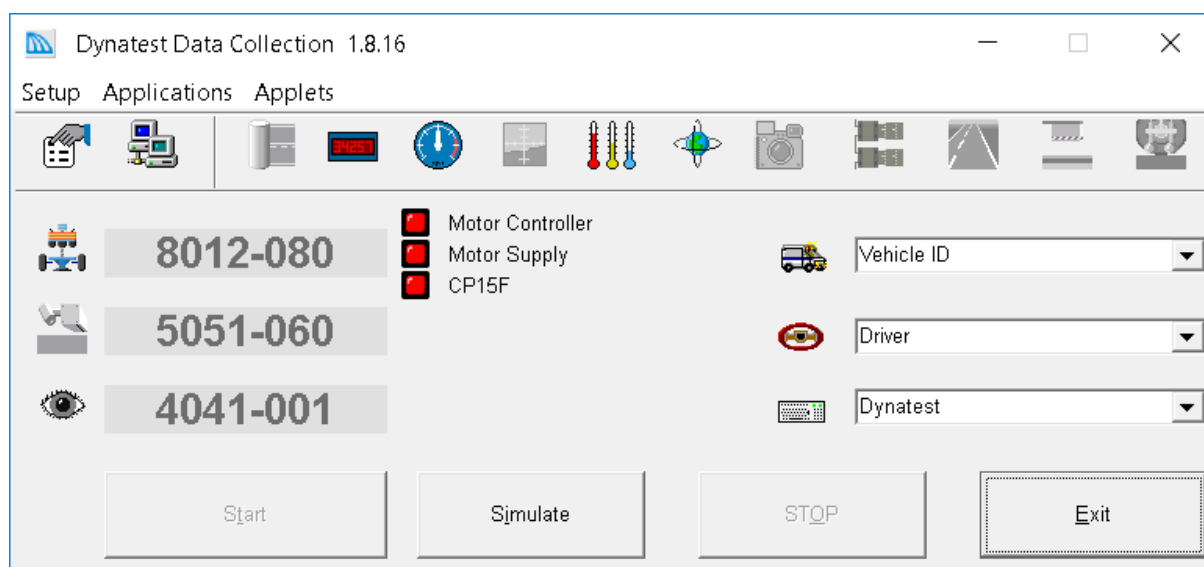 Dynatest Data Collection 1.8.16
Setup Applications Applets
34257
8012-080
Motor Controller
Motor Supply
CP15F
Vehicle ID
5051-060
Driver
4041-001
Dynatest
Start
Simulate
STOP
Exit